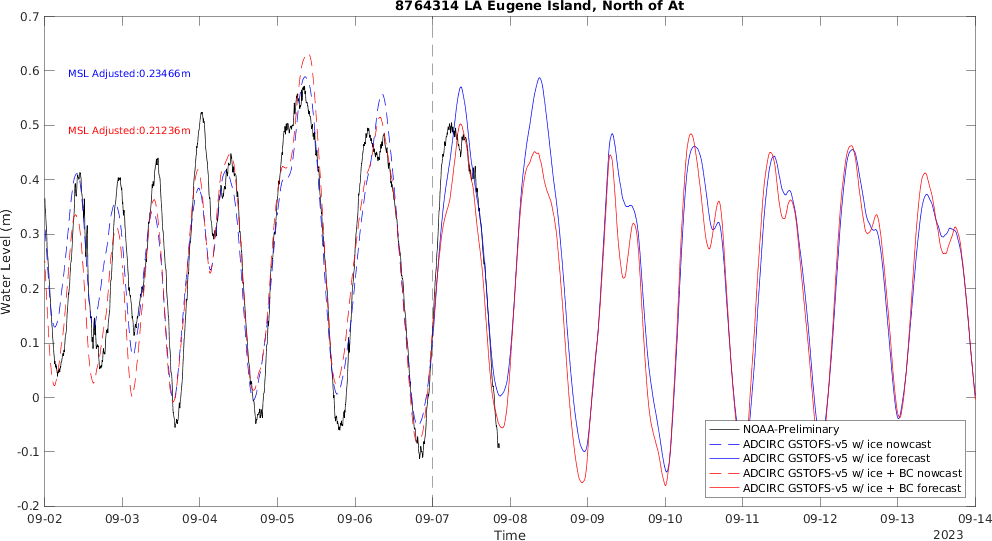 8764314 LA Eugene Island, North of At
0.7
0.6
0.5
0.4
0.3
0.2
0.1
0
-0.1
-0.2
Water Level (m)
MSL Adjusted:0.23466m
MSL Adjusted:0.21236m
NOAA-Preliminary
ADCIRC GSTOFS-v5 w/ ice nowcast
ADCIRC GSTOFS-v5 w/ ice forecast
ADCIRC GSTOFS-v5 w/ ice + BC nowcast
ADCIRC GSTOFS-v5 w/ ice + BC forecast
09-02 09-03 09-04 09-05 09-06 09-07 09-08 09-09 09-10 09-11 09-12 09-13 09-14
Time
2023